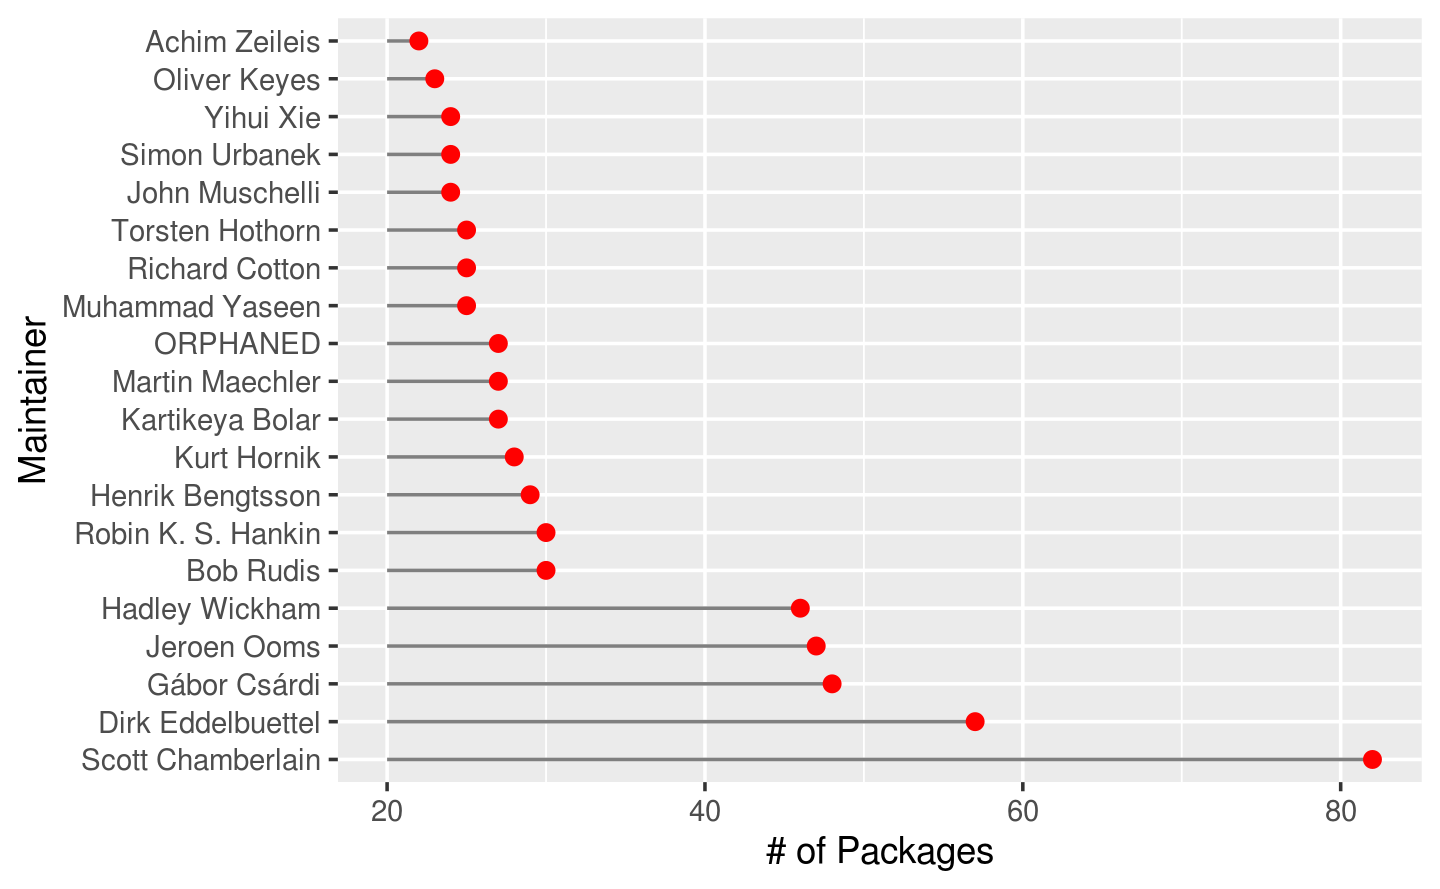 Achim Zeileis
Oliver Keyes
Yihui Xie
Simon Urbanek
John Muschelli
Torsten Hothorn
Richard Cotton
Muhammad Yaseen
ORPHANED
Martin Maechler
Kartikeya Bolar
Kurt Hornik
Henrik Bengtsson
Robin K. S. Hankin
Bob Rudis
Hadley Wickham
Jeroen Ooms
Gábor Csárdi
Dirk Eddelbuettel
Scott Chamberlain
Maintainer
20 40 60 80
# of Packages